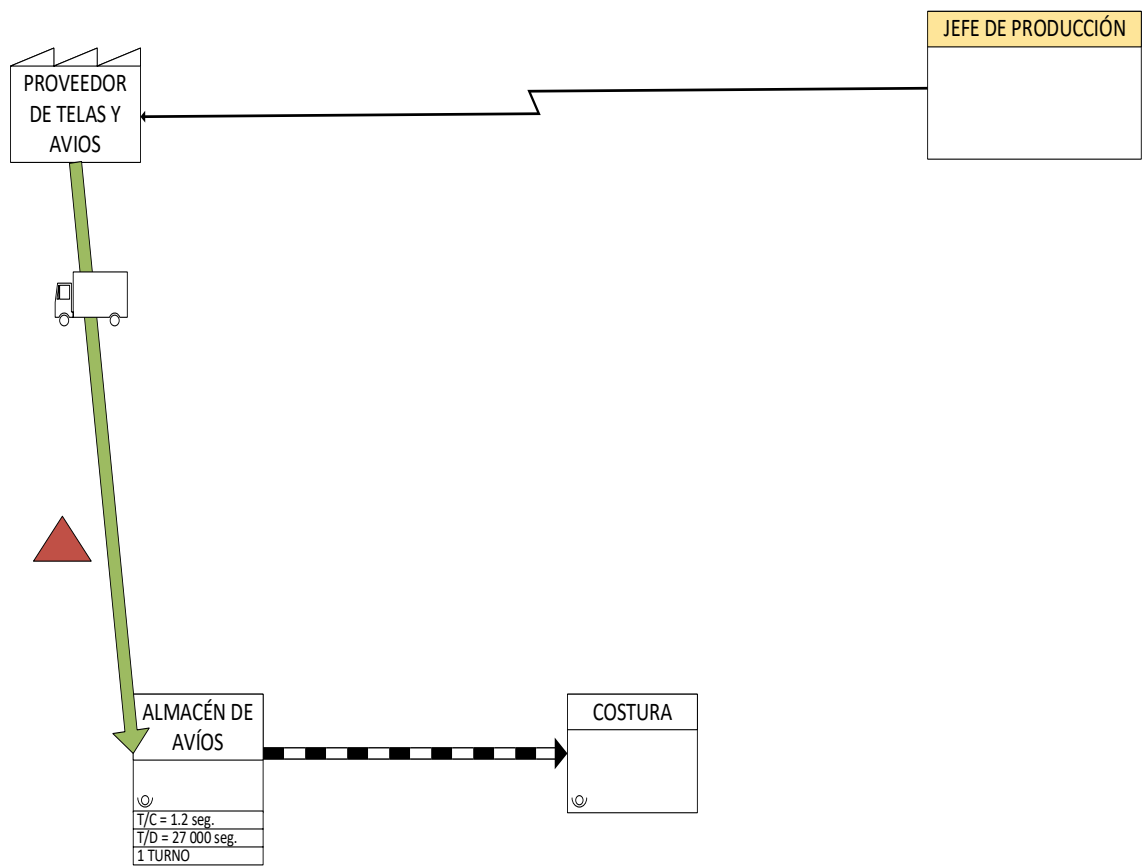 JEFE DE PRODUCCIÓN
PROVEEDOR
DE TELAS Y
AVIOS
ALMACÉN DE
AVÍOS
T/C = 1.2 seg.
T/D = 27 000 seg.
1 TURNO
COSTURA